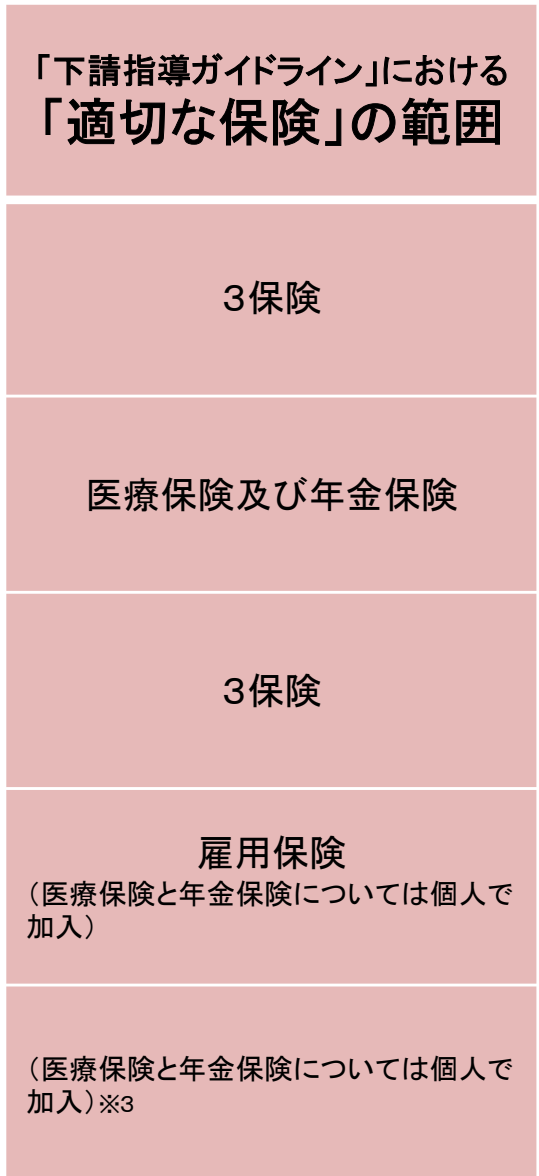 「下請指導ガイドライン」における
「適切な保険」の範囲
３保険
医療保険及び年金保険
３保険
雇用保険
（医療保険と年金保険については個人で
加入）
（医療保険と年金保険については個人で
加入）※3